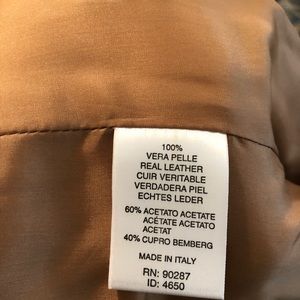 100%
VERA PELLE
REAL LEATHER
CUIR VERITABLE
VERDADERA PIEL
ECHTES LEDER
60% ACETATO ACETATE
ACÉTATE ACETATO
ACETAT
40% CUPRO BEMBERG
MADE IN ITALY
RN: 90287
ID: 4650